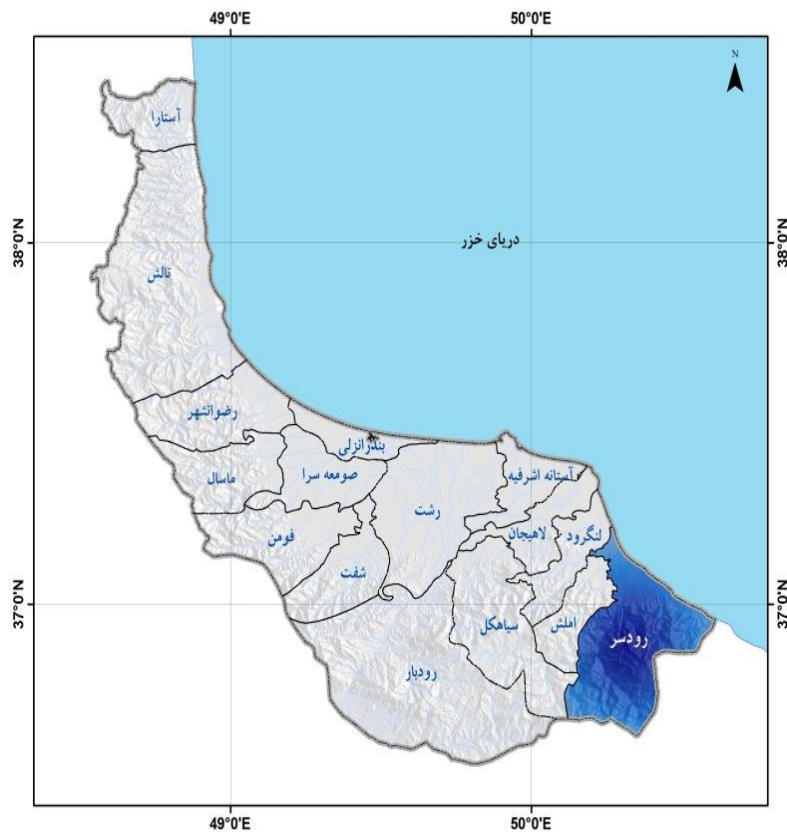 49°0'E
50°0'E
N
آستارا
38°0'N
دریای خزر
38°0'N
تالش
رضوانشهر
بندرانزلی
ماسال
صومعه سرا
آستانه اشرفیه
رشت
فومن
لاهیجان
لنگرود
شفت
37°0'N
37°0'N
سیاهکل
املش
رودسر
رودبار
49°0'E
50°0'E